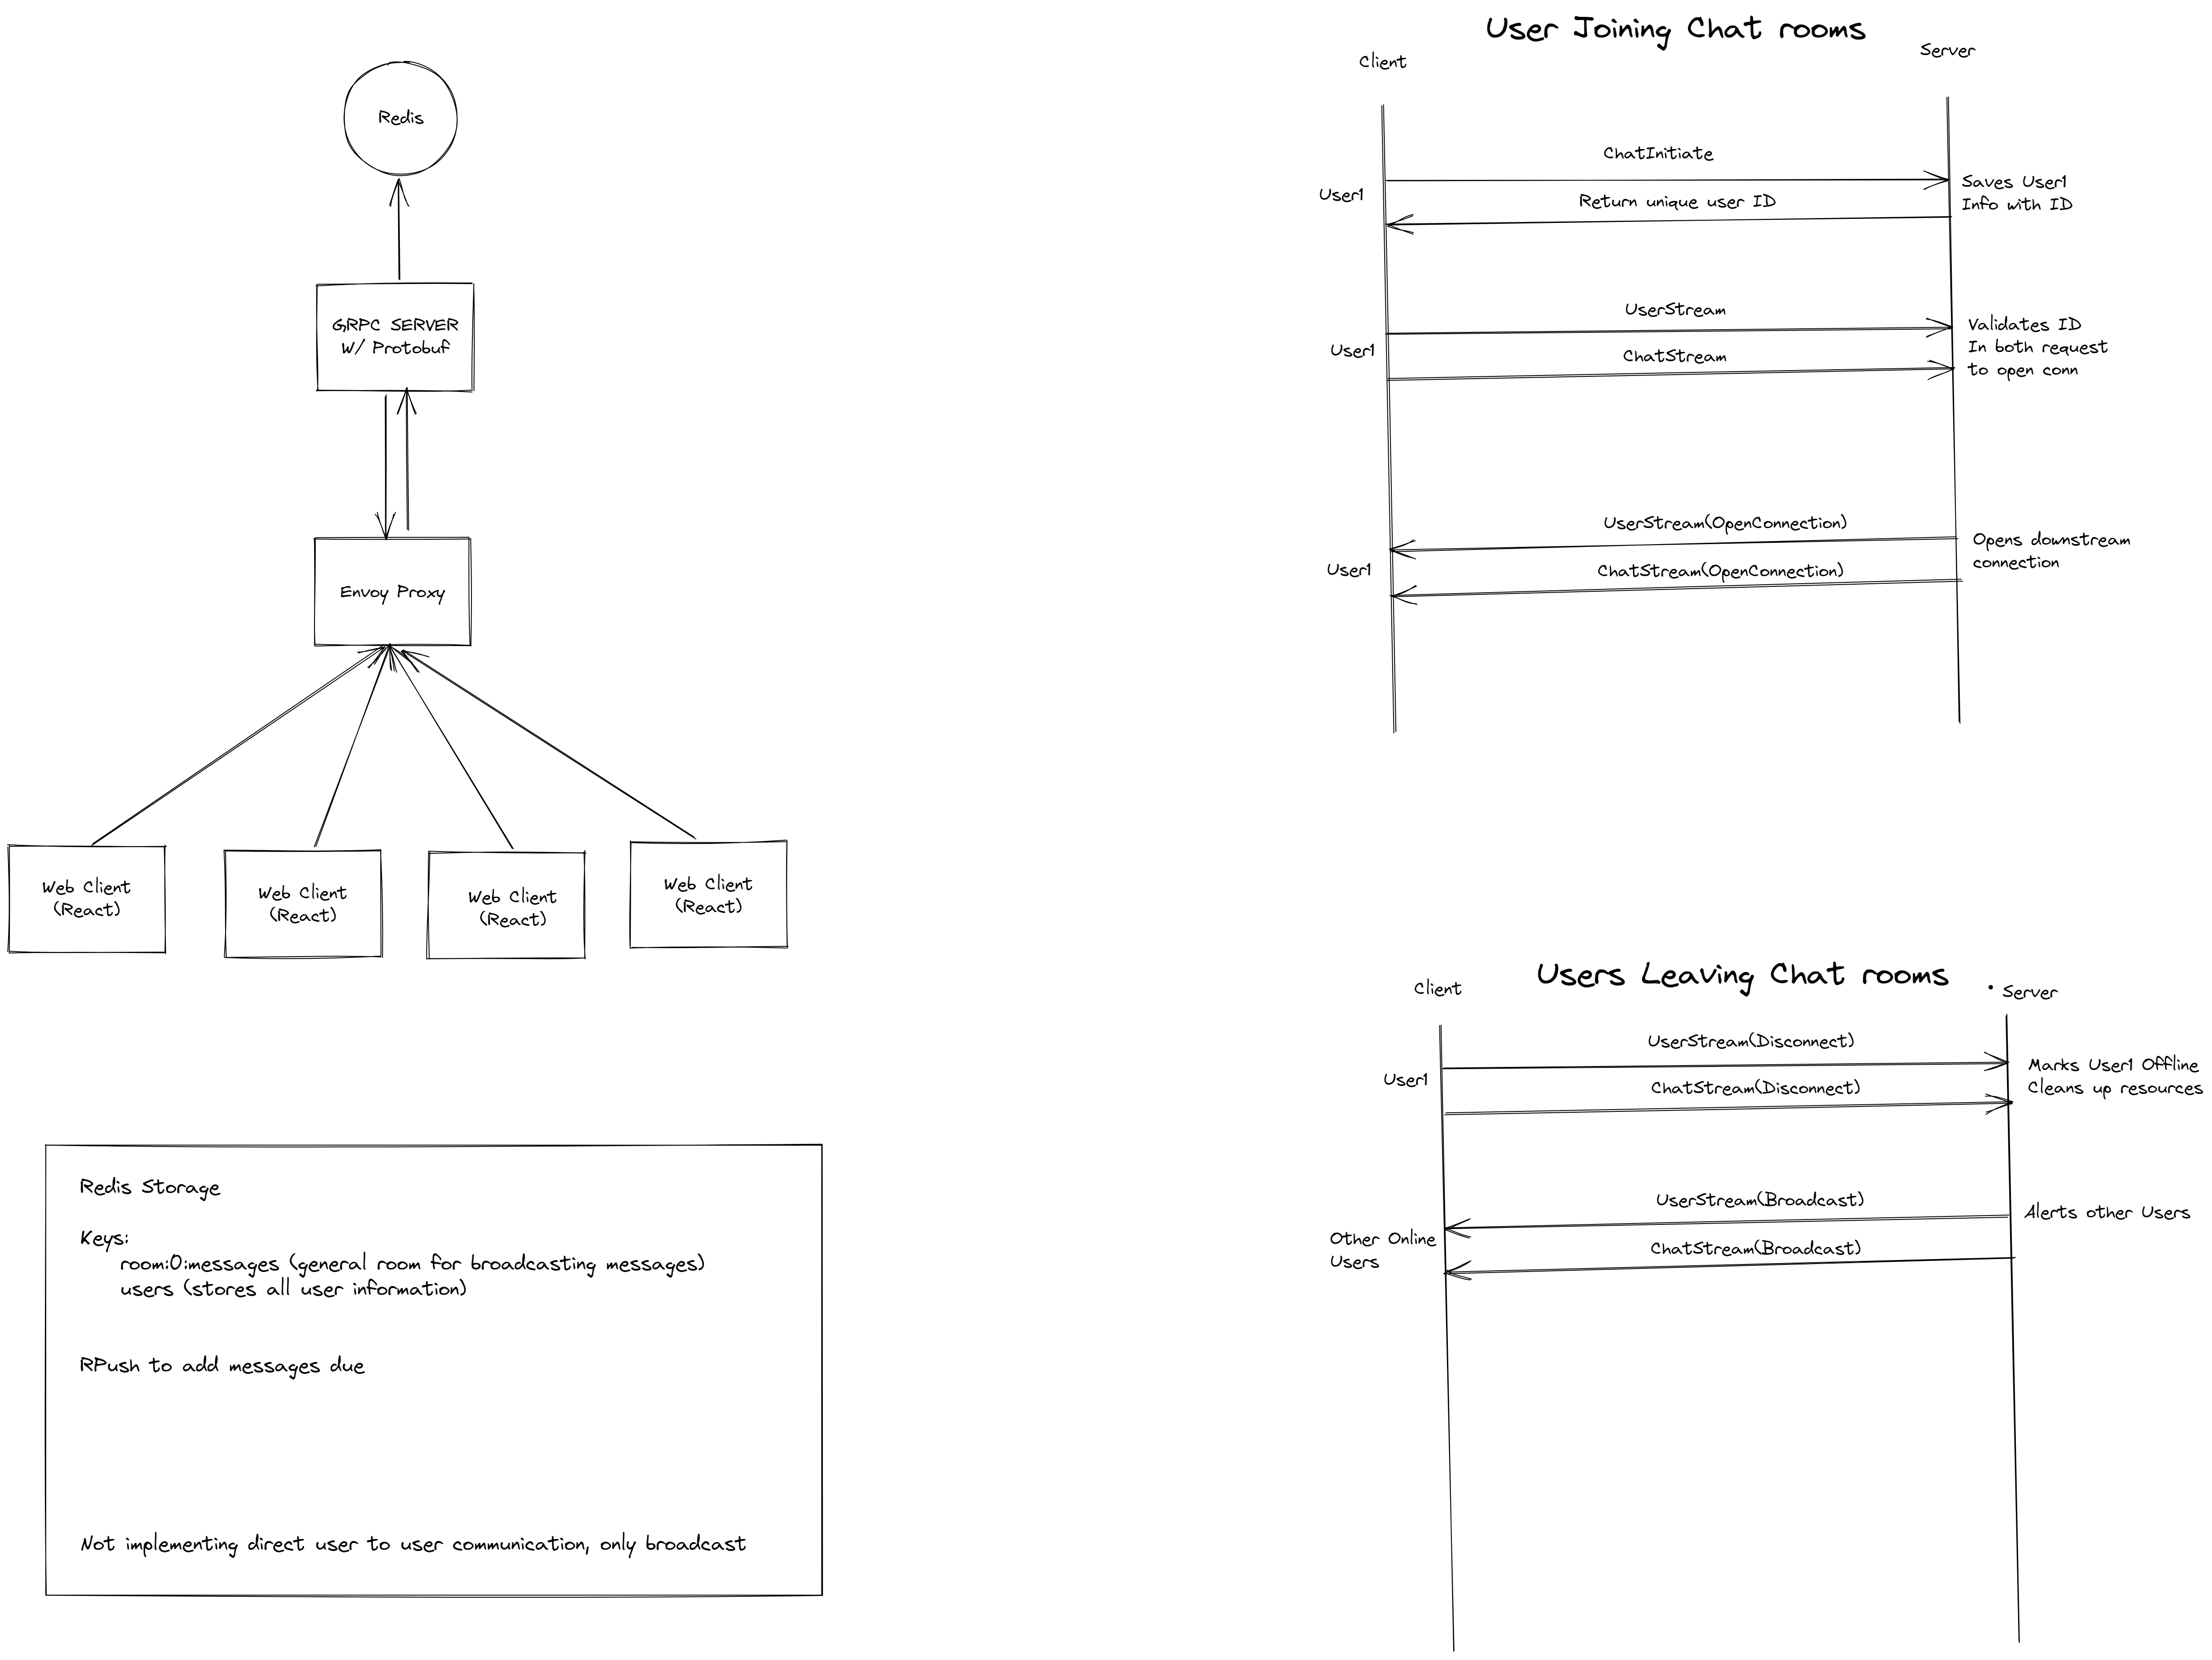 Redis
GRPC SERVER
W/ Protobuf
Envoy Proxy
Web Client
(React)
Web Client
(React)
Web Client
(React)
Web Client
(React)
Redis Storage
Keys:
room:0:messages (general room for broadcasting messages)
users (stores all user information)
RPush to add messages due
Not implementing direct user to user communication, only broadcast
User Joining Chat rooms
Client
Server
ChatInitiate
User1
Return unique user ID
Saves User1
Info with ID
UserStream
User1
ChatStream
Validates ID
In both request
to open conn
UserStream(OpenConnection)
User1
ChatStream(OpenConnection)
Opens downstream
connection
Users Leaving Chat rooms
Client
Server
UserStream(Disconnect)
User1
ChatStream(Disconnect)
Marks User1 Offline
Cleans up resources
UserStream(Broadcast)
Other Online
Users
ChatStream(Broadcast)
Alerts other Users